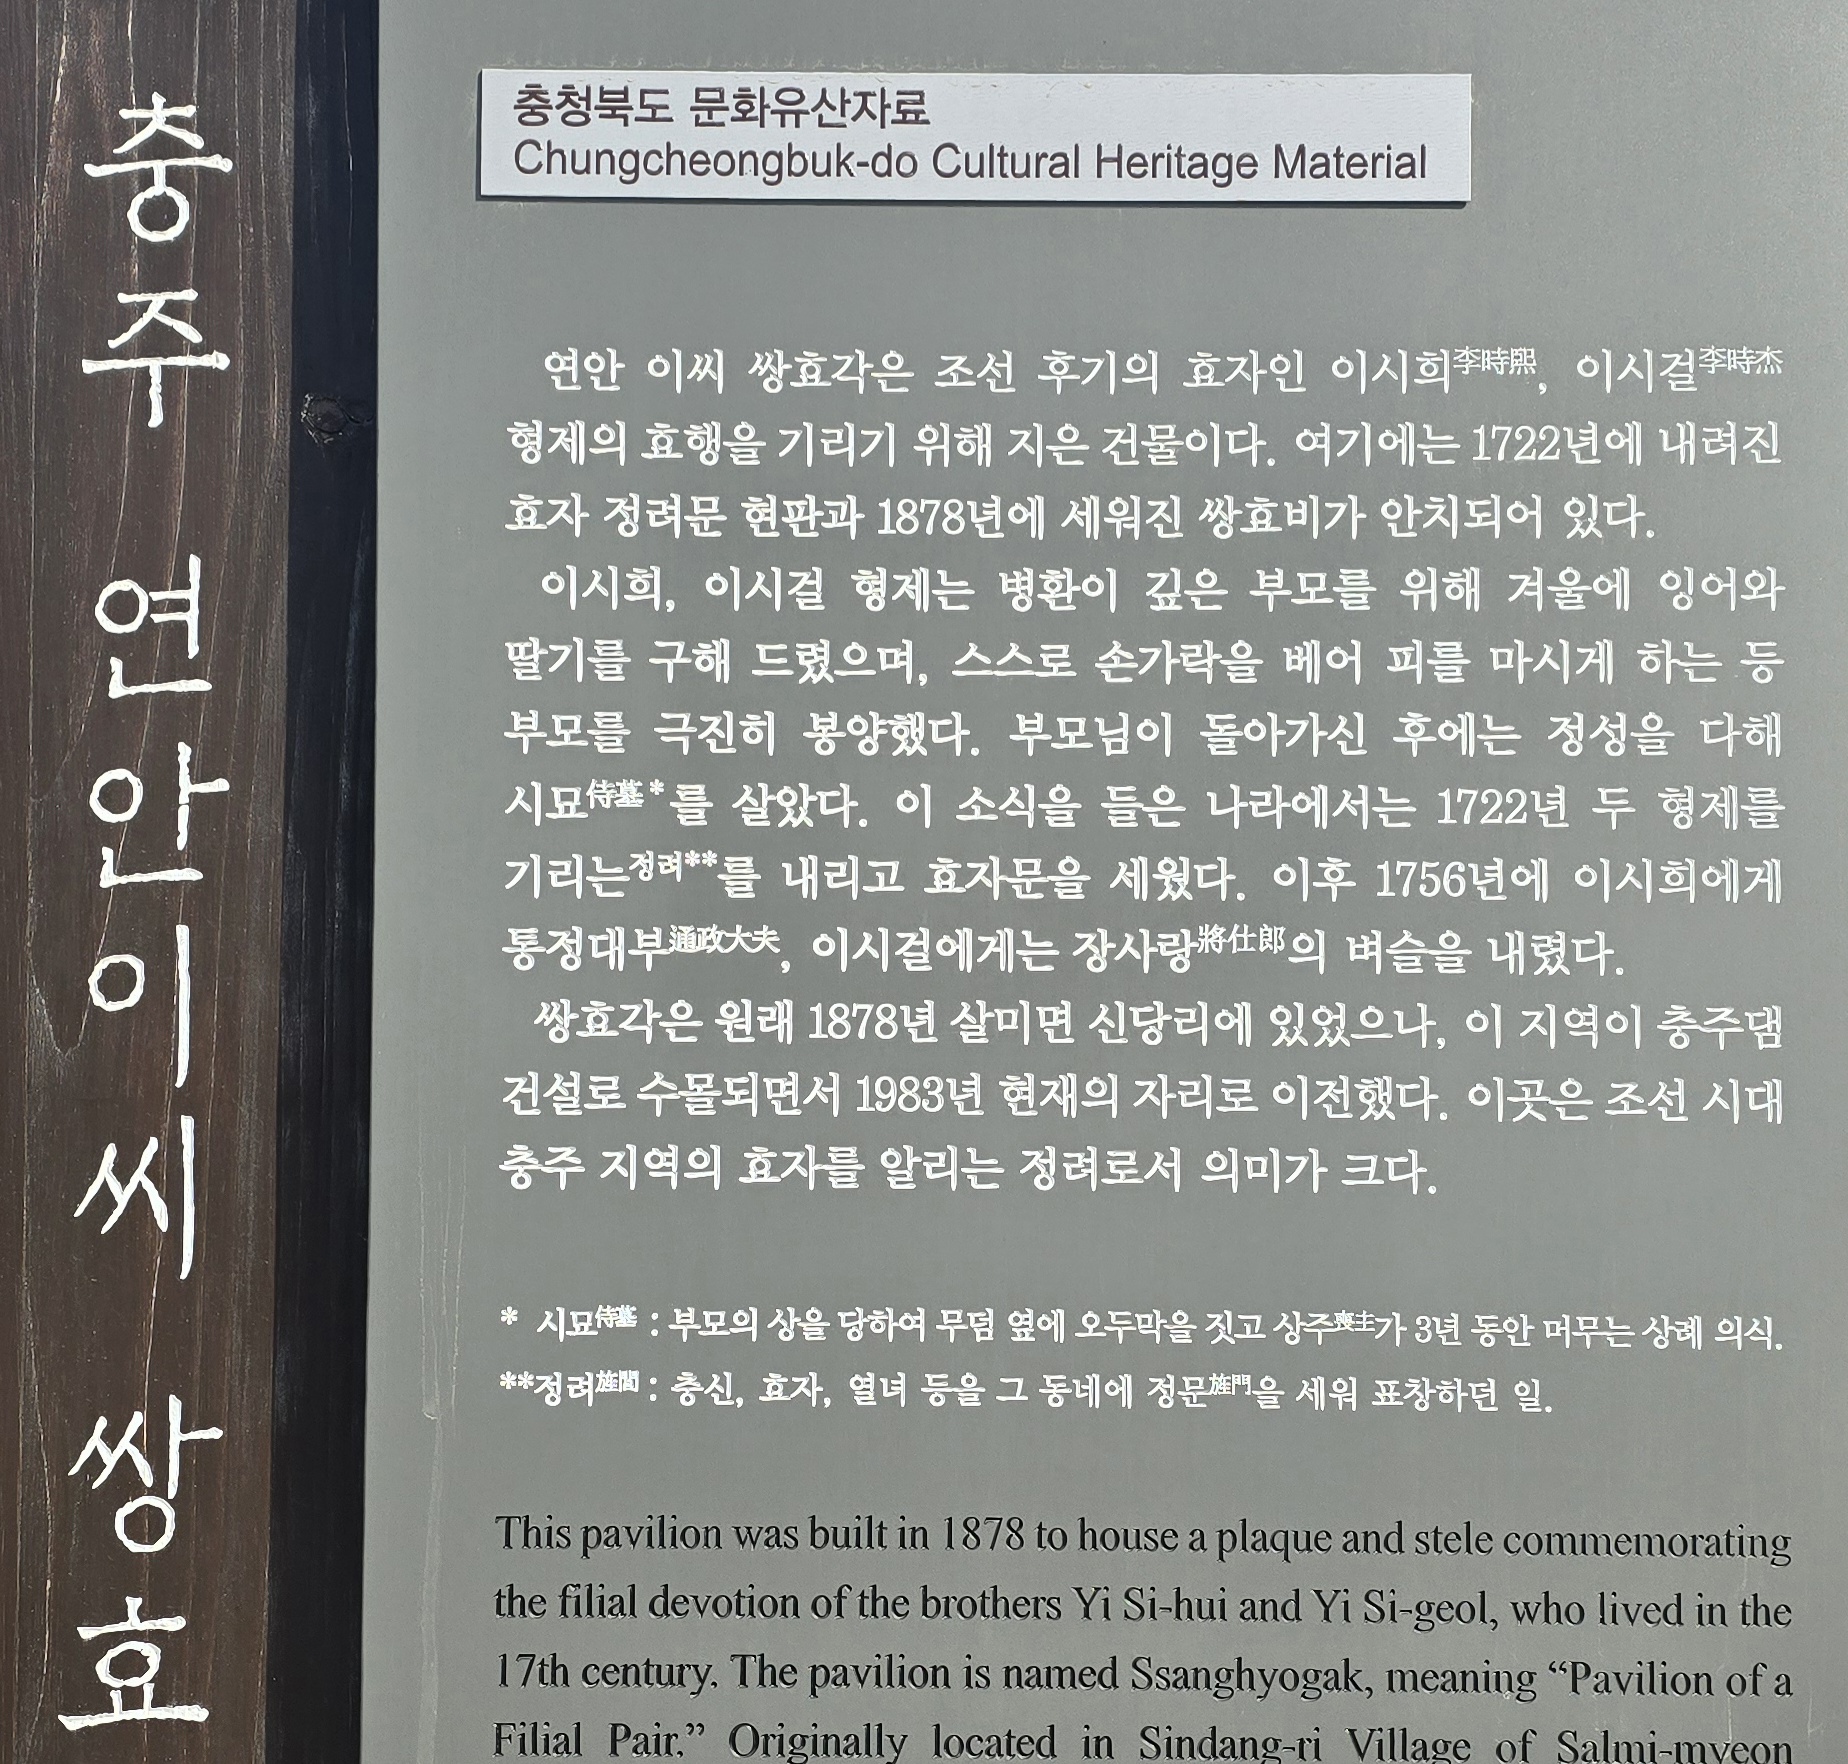 충주 연안이씨 쌍효
충청북도 문화유산자료
Chungcheongbuk-do Cultural Heritage Material
연안 이씨 쌍효각은 조선 후기의 효자인 이시희李時熙, 이시걸李時杰
형제의 효행을 기리기 위해 지은 건물이다. 여기에는 1722년에 내려진
효자 정려문 현판과 1878년에 세워진 쌍효비가 안치되어 있다.
이시희, 이시걸 형제는 병환이 깊은 부모를 위해 겨울에 잉어와
딸기를 구해 드렸으며, 스스로 손가락을 베어 피를 마시게 하는 등
부모를 극진히 봉양했다. 부모님이 돌아가신 후에는 정성을 다해
시묘侍墓*를 살았다. 이 소식을 들은 나라에서는 1722년 두 형제를
기리는정려**를 내리고 효자문을 세웠다. 이후 1756년에 이시희에게
통정대부通政大夫, 이시걸에게는 장사랑將仕郎의 벼슬을 내렸다.
쌍효각은 원래 1878년 살미면 신당리에 있었으나, 이 지역이 충주댐
건설로 수몰되면서 1983년 현재의 자리로 이전했다. 이곳은 조선 시대
충주 지역의 효자를 알리는 정려로서 의미가 크다.
* 시묘侍墓 : 부모의 상을 당하여 무덤 옆에 오두막을 짓고 상주喪主가 3년 동안 머무는 상례 의식.
**정려旌閭 : 충신, 효자, 열녀 등을 그 동네에 정문旌門을 세워 표창하던 일.
This pavilion was built in 1878 to house a plaque and stele commemorating
the filial devotion of the brothers Yi Si-hui and Yi Si-geol, who lived in the
17th century. The pavilion is named Ssanghyogak, meaning “Pavilion of a
Filial Pair.” Originally located in Sindang-ri Village of Salmi-myeon